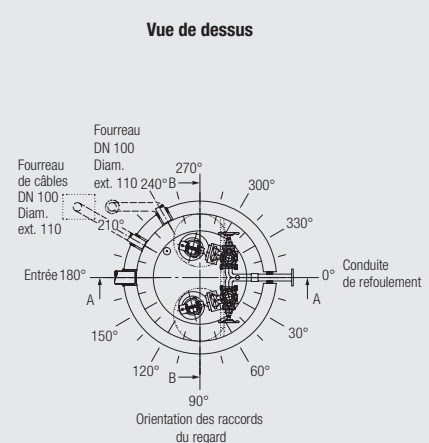 Vue de dessus
Fourreau
DN 100
Diam.
ext. 110
Fourreau
de câbles
DN 100
Diam.
ext. 110
240°
B
270°
300°
330°
210°
Entrée 180°
0°
Conduite
de refoulement
A
A
150°
30°
120°
B
60°
90°
Orientation des raccords
du regard